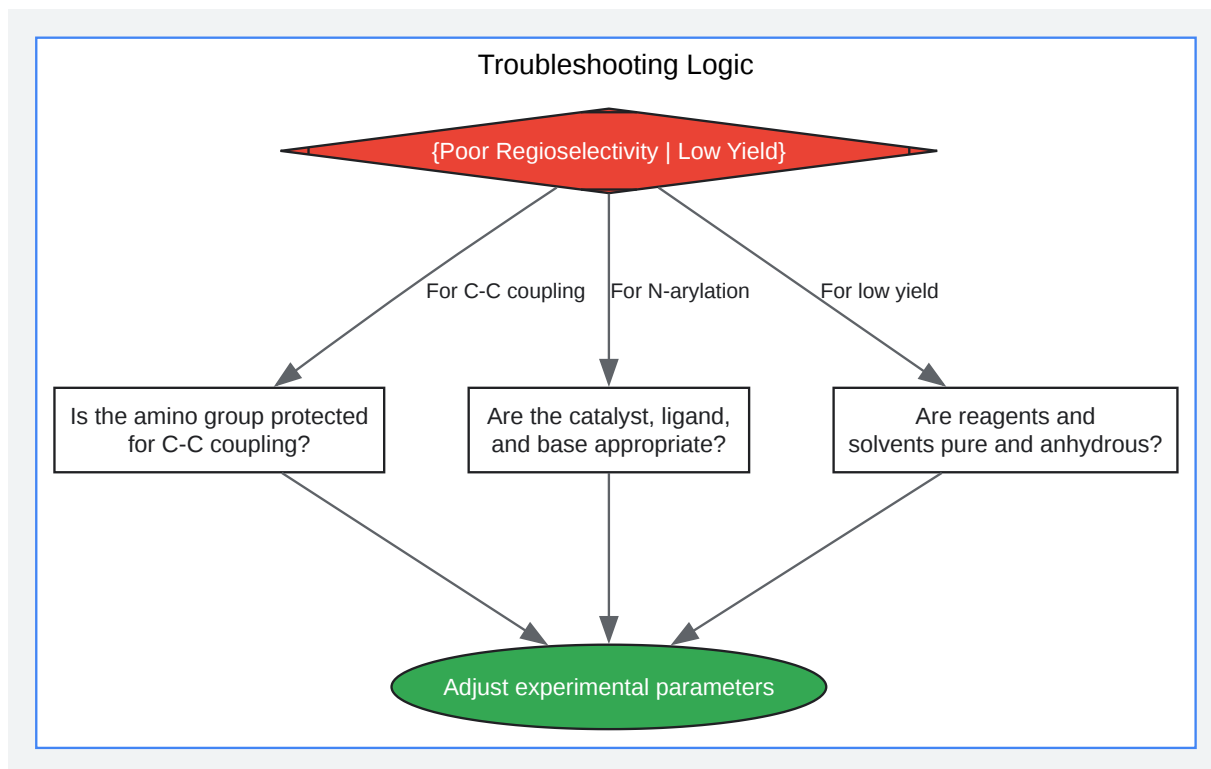 Troubleshooting Logic
{Poor Regioselectivity | Low Yield}
For C-C coupling
For N-arylation
For low yield
Is the amino group protected
for C-C coupling?
Are the catalyst, ligand,
and base appropriate?
Are reagents and
solvents pure and anhydrous?
Adjust experimental parameters